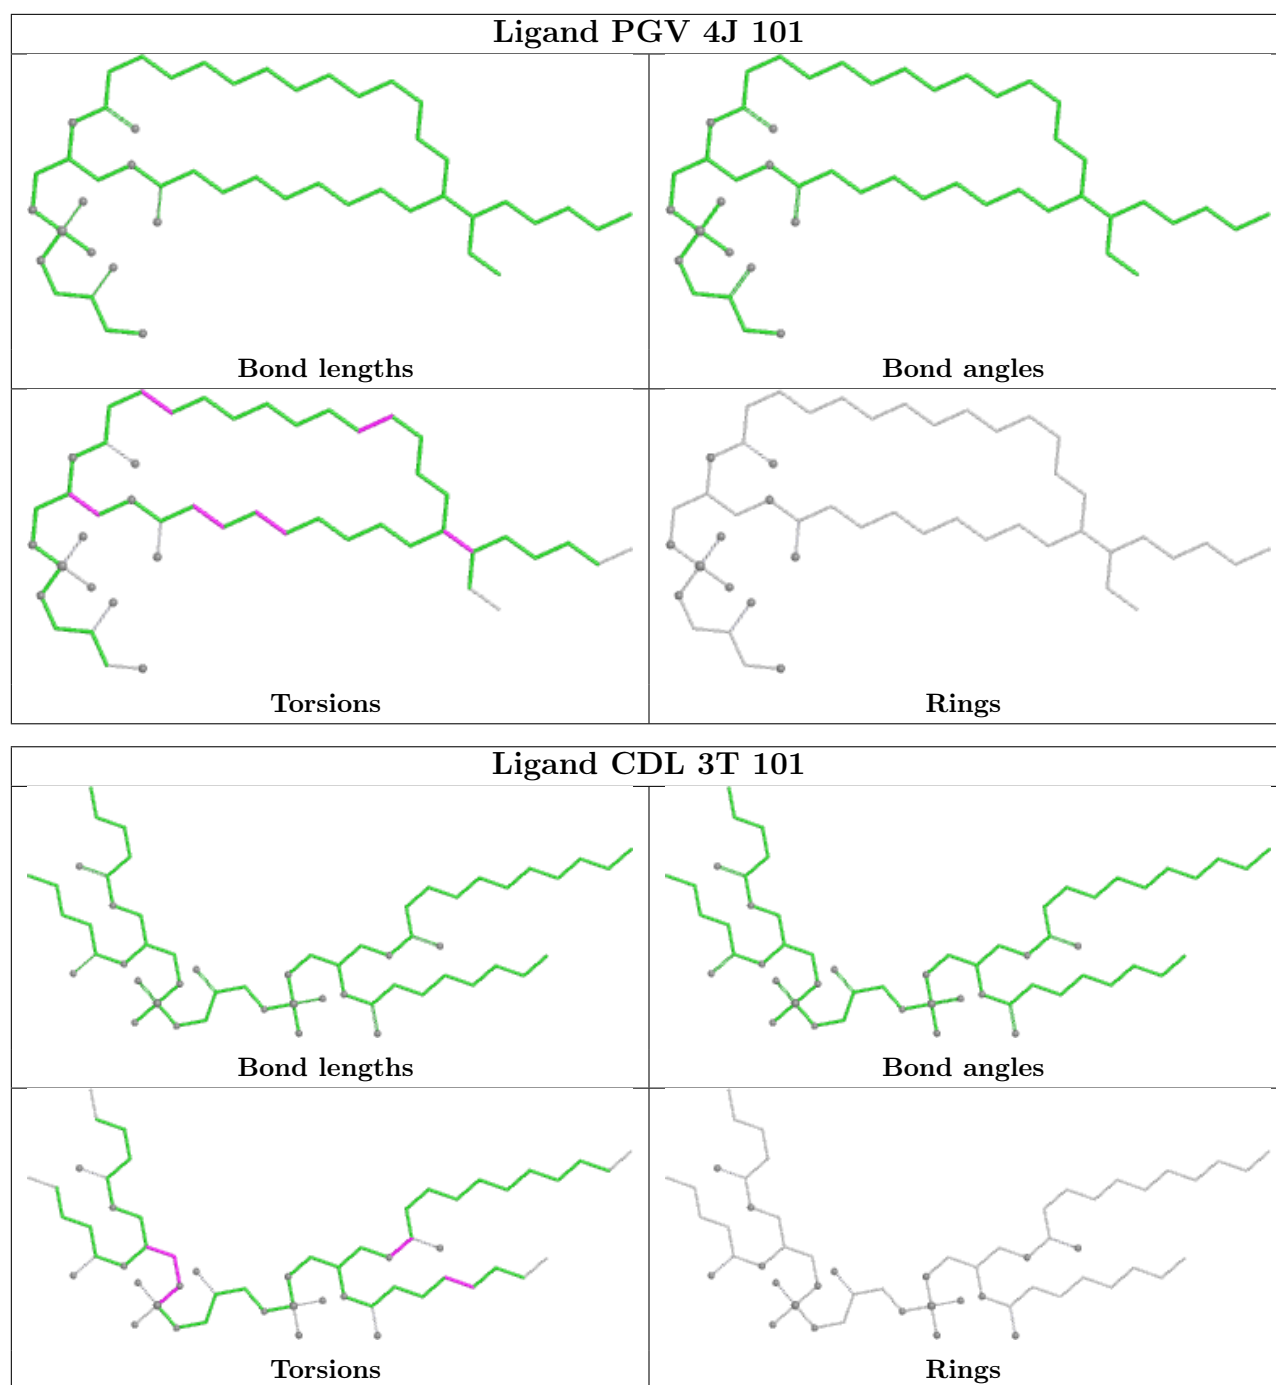 Ligand PGV 4J 101
Bond lengths
Bond angles
Torsions
Rings
Ligand CDL 3T 101
Bond lengths
Bond angles
Torsions
Rings